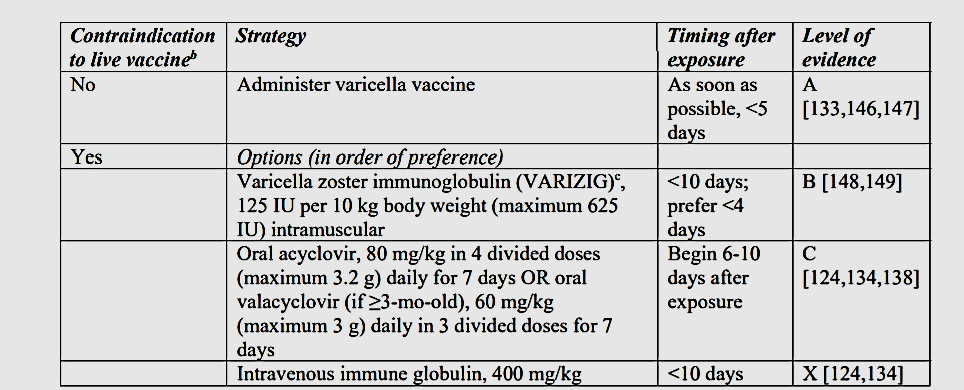 Contraindication to live vaccineb | Strategy | Timing after exposure | Level of evidence
No | Administer varicella vaccine | As soon as possible, <5 days | A [133,146,147]
Yes | Options (in order of preference)
Varicella zoster immunoglobulin (VARIZIG)c, 125 IU per 10 kg body weight (maximum 625 IU) intramuscular | <10 days; prefer <4 days | B [148,149]
Oral acyclovir, 80 mg/kg in 4 divided doses (maximum 3.2 g) daily for 7 days OR oral valacyclovir (if ≥3-mo-old), 60 mg/kg (maximum 3 g) daily in 3 divided doses for 7 days | Begin 6-10 days after exposure | C [124,134,138]
Intravenous immune globulin, 400 mg/kg | <10 days | X [124,134]